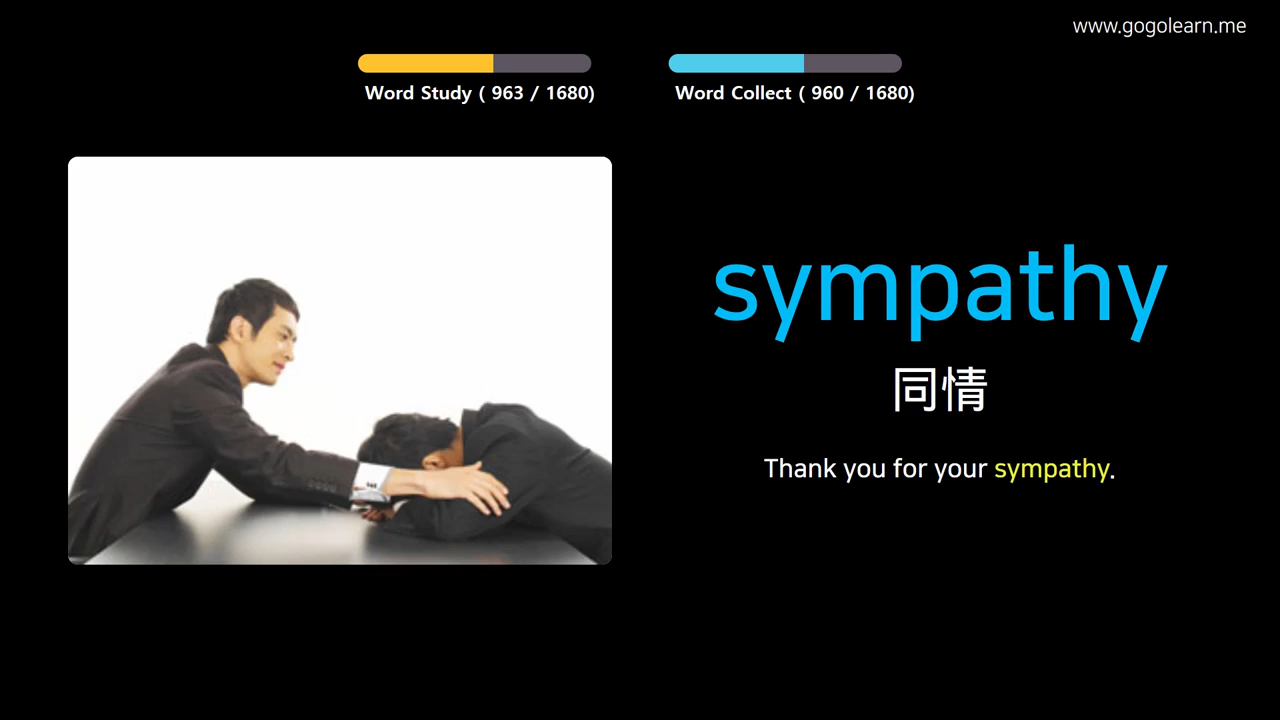 www.gogolearn.me
Word Study ( 963 / 1680)
Word Collect ( 960 / 1680)
sympathy
同情
Thank you for your sympathy.